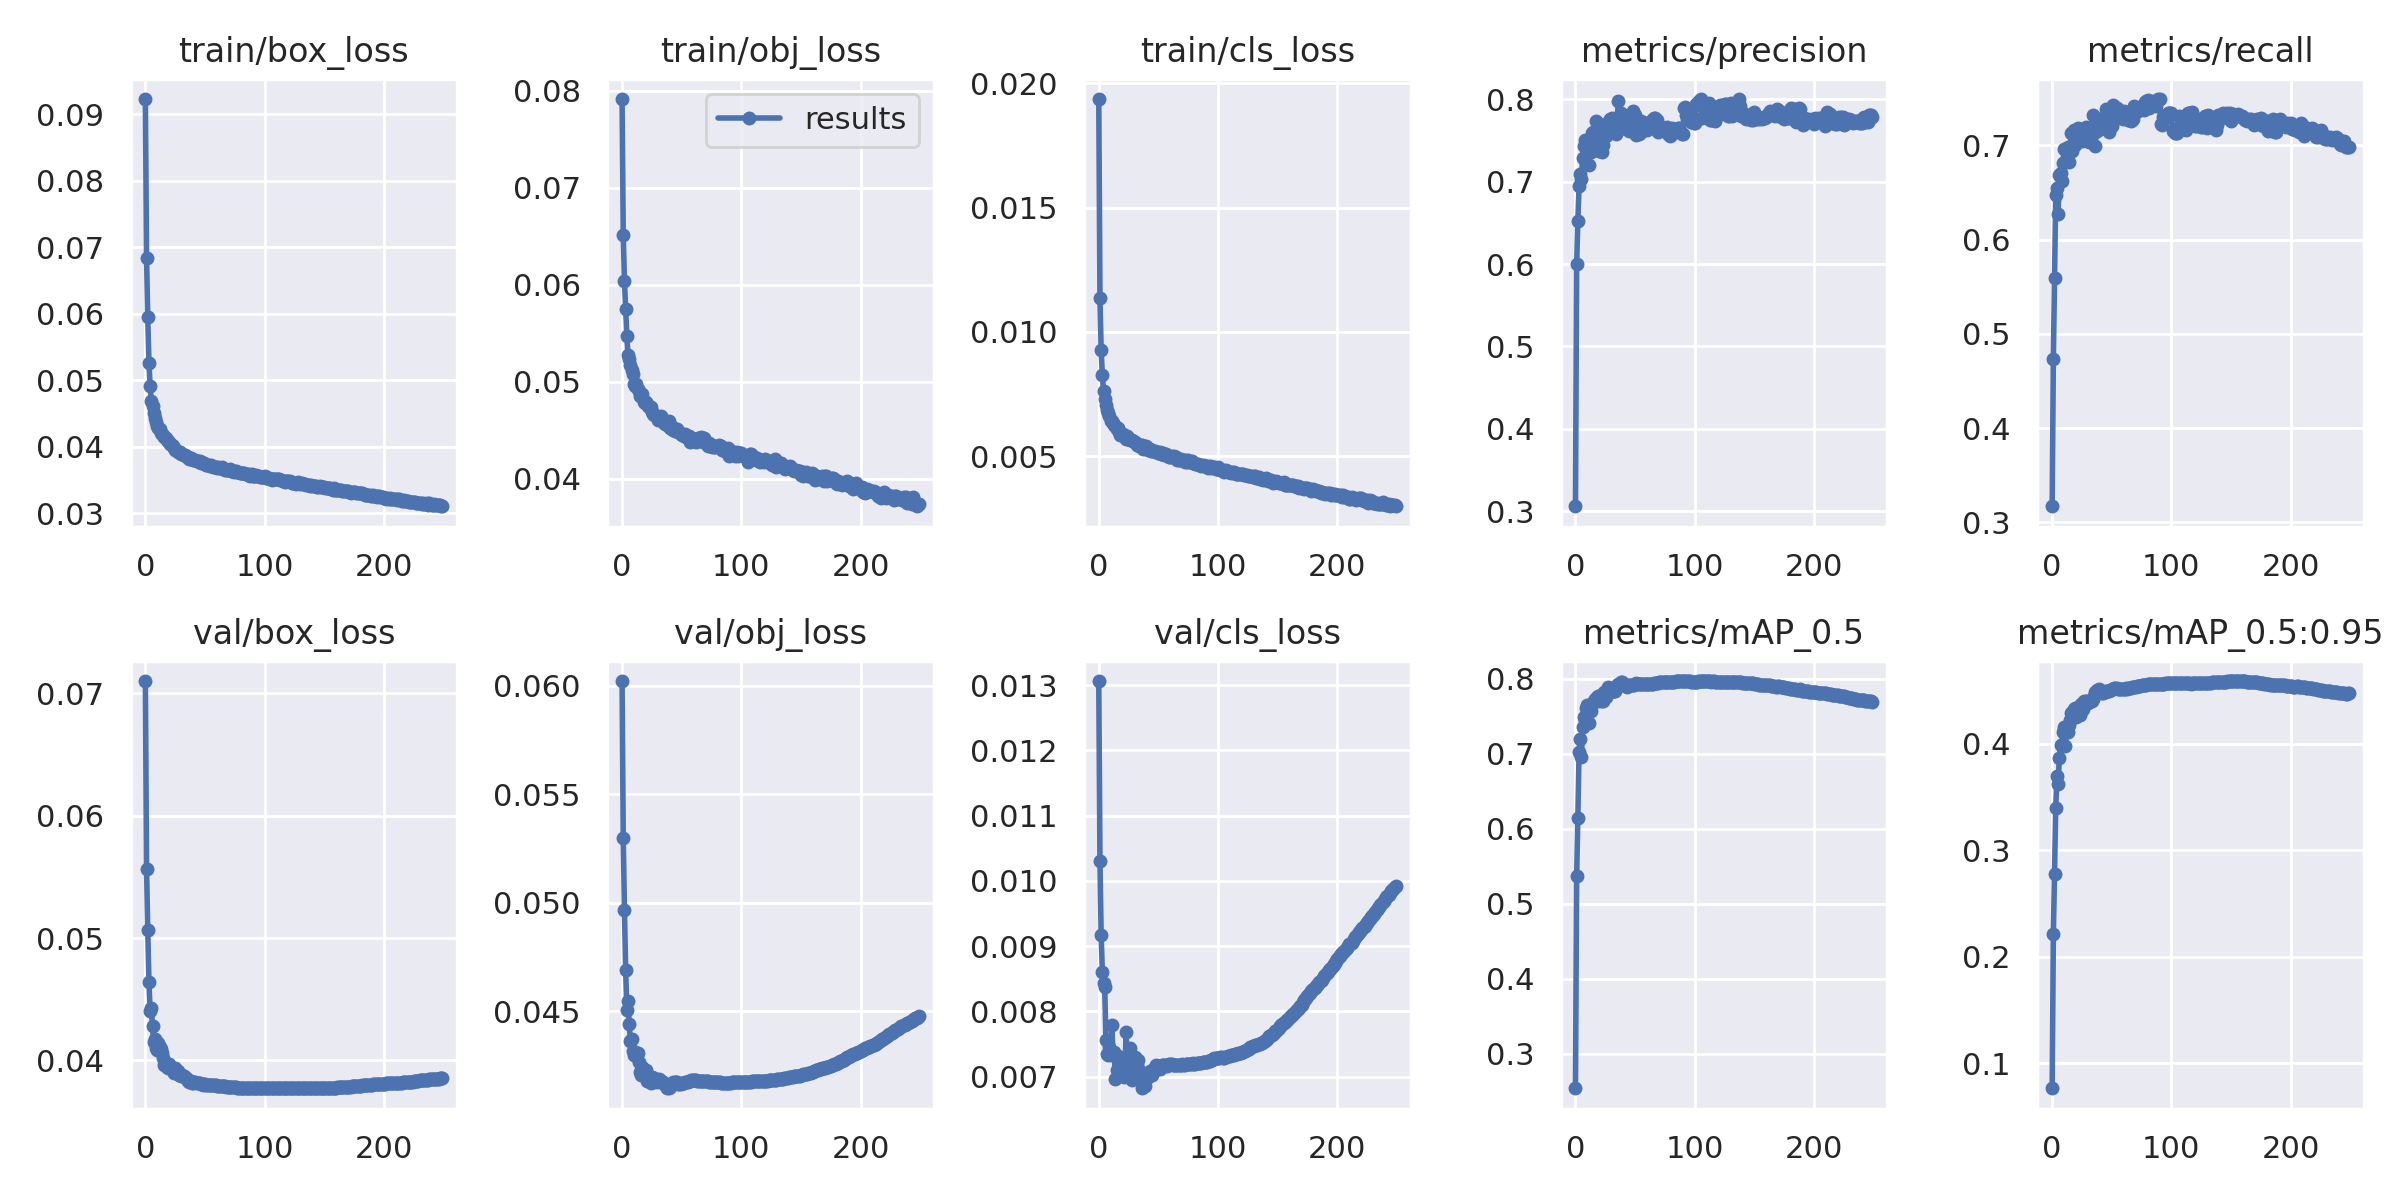 train/box_loss
0.09
0.08
0.07
0.06
0.05
0.04
0.03
0 100 200
train/obj_loss
results
0.08
0.07
0.06
0.05
0.04
0 100 200
train/cls_loss
0.020
0.015
0.010
0.005
0 100 200
metrics/precision
0.8
0.7
0.6
0.5
0.4
0.3
0 100 200
metrics/recall
0.7
0.6
0.5
0.4
0.3
0 100 200
val/box_loss
0.07
0.06
0.05
0.04
0 100 200
val/obj_loss
0.060
0.055
0.050
0.045
0 100 200
val/cls_loss
0.013
0.012
0.011
0.010
0.009
0.008
0.007
0 100 200
metrics/mAP_0.5
0.8
0.7
0.6
0.5
0.4
0.3
0 100 200
metrics/mAP_0.5:0.95
0.4
0.3
0.2
0.1
0 100 200